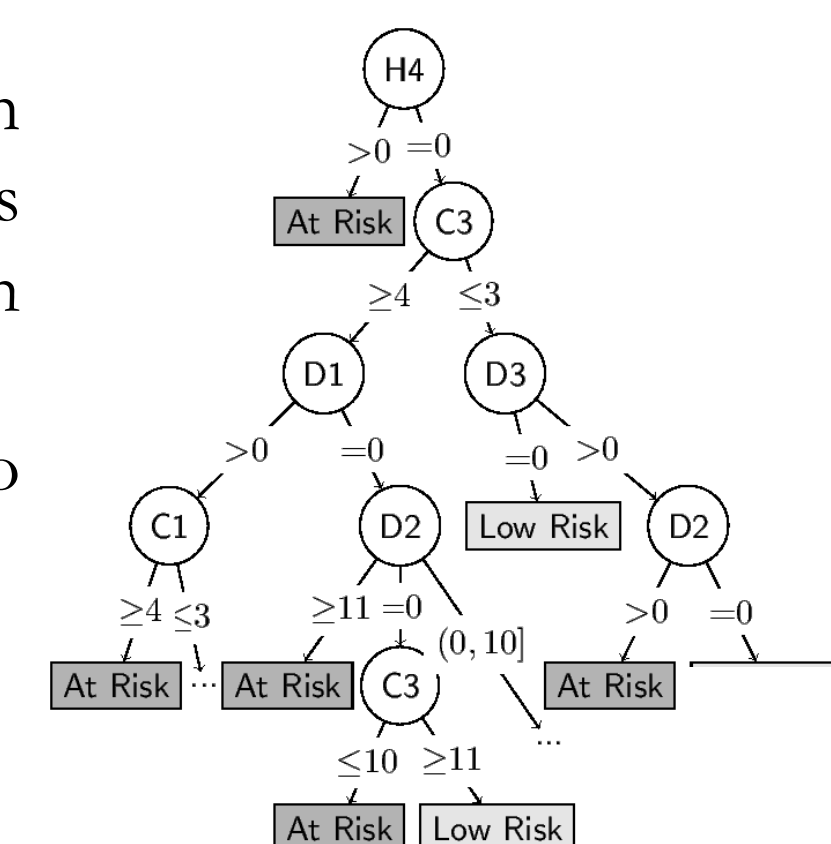 n
s
n
o
H4
>0 =0
At Risk C3
≥4 ≤3
D1 D3
>0 =0 =0 >0
C1 D2 Low Risk D2
≥4 ≤3 ≥11 =0 (0, 10] >0 =0
At Risk ... At Risk C3 At Risk
...
≤10 ≥11
At Risk Low Risk